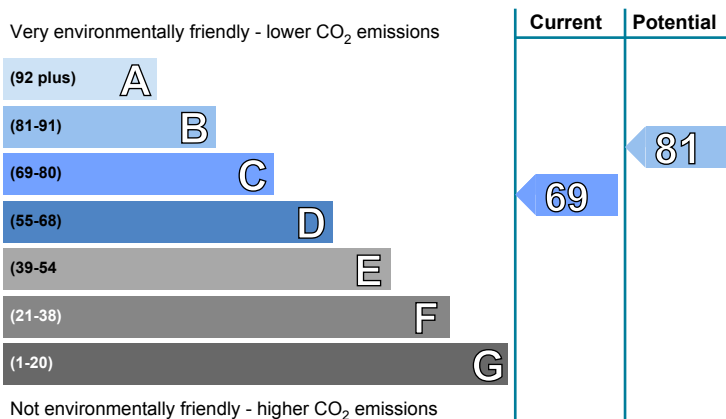 Current Potential
Very environmentally friendly - lower CO₂ emissions
(92 plus) A
(81-91) B
81
(69-80) C
69
(55-68) D
(39-54 E
(21-38) F
(1-20) G
Not environmentally friendly - higher CO₂ emissions